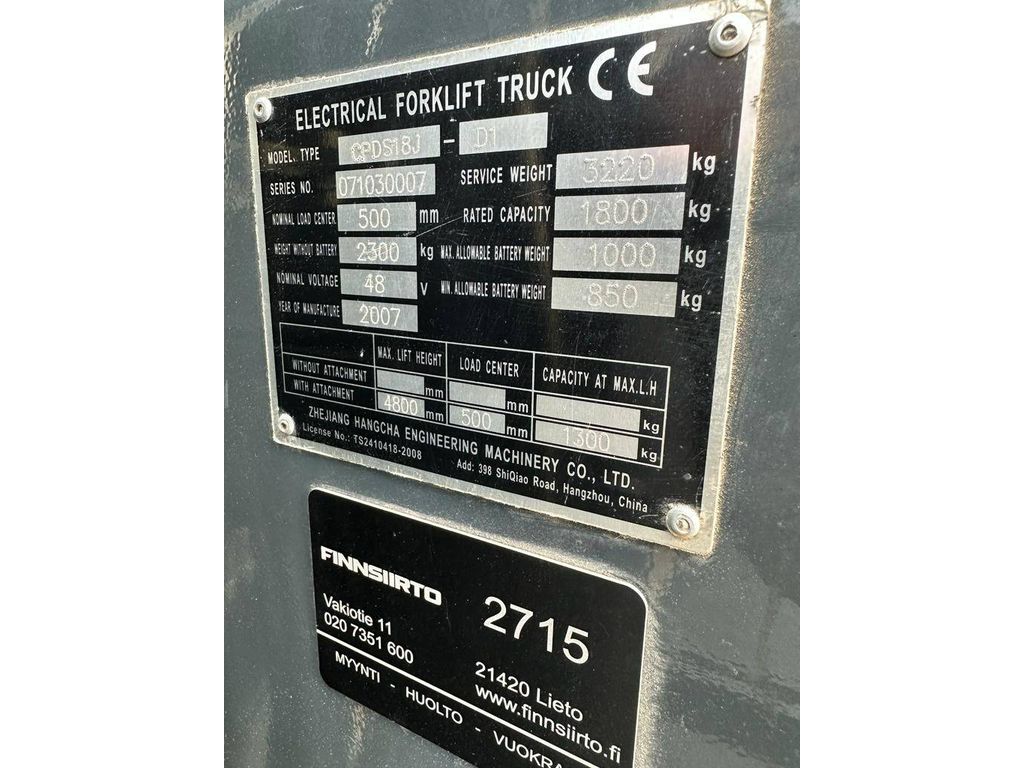 ELECTRICAL FORKLIFT TRUCK CE
MODEL. TYPE CPDS18J - D1
SERIES NO. 071030007 SERVICE WEIGHT 3220 kg
NOMINAL LOAD CENTER 500 mm RATED CAPACITY 1800 kg
WEIGHT WITHOUT BATTERY 2300 kg MAX. ALLOWABLE BATTERY WEIGHT 1000 kg
NOMINAL VOLTAGE 48 V MIN. ALLOWABLE BATTERY WEIGHT 850 kg
YEAR OF MANUFACTURE 2007
MAX. LIFT HEIGHT LOAD CENTER CAPACITY AT MAX.L.H
WITHOUT ATTACHMENT mm mm kg
WITH ATTACHMENT 4800 mm 500 mm 1300 kg
ZHEJIANG HANGCHA ENGINEERING MACHINERY CO., LTD.
License No.: TS2410418-2008 Add: 398 ShiQiao Road, Hangzhou, China
FINNSIIRTO 2715
Vakiotie 11 21420 Lieto
020 7351 600 www.finnsiirto.fi
MYYNTI - HUOLTO - VUOKRA